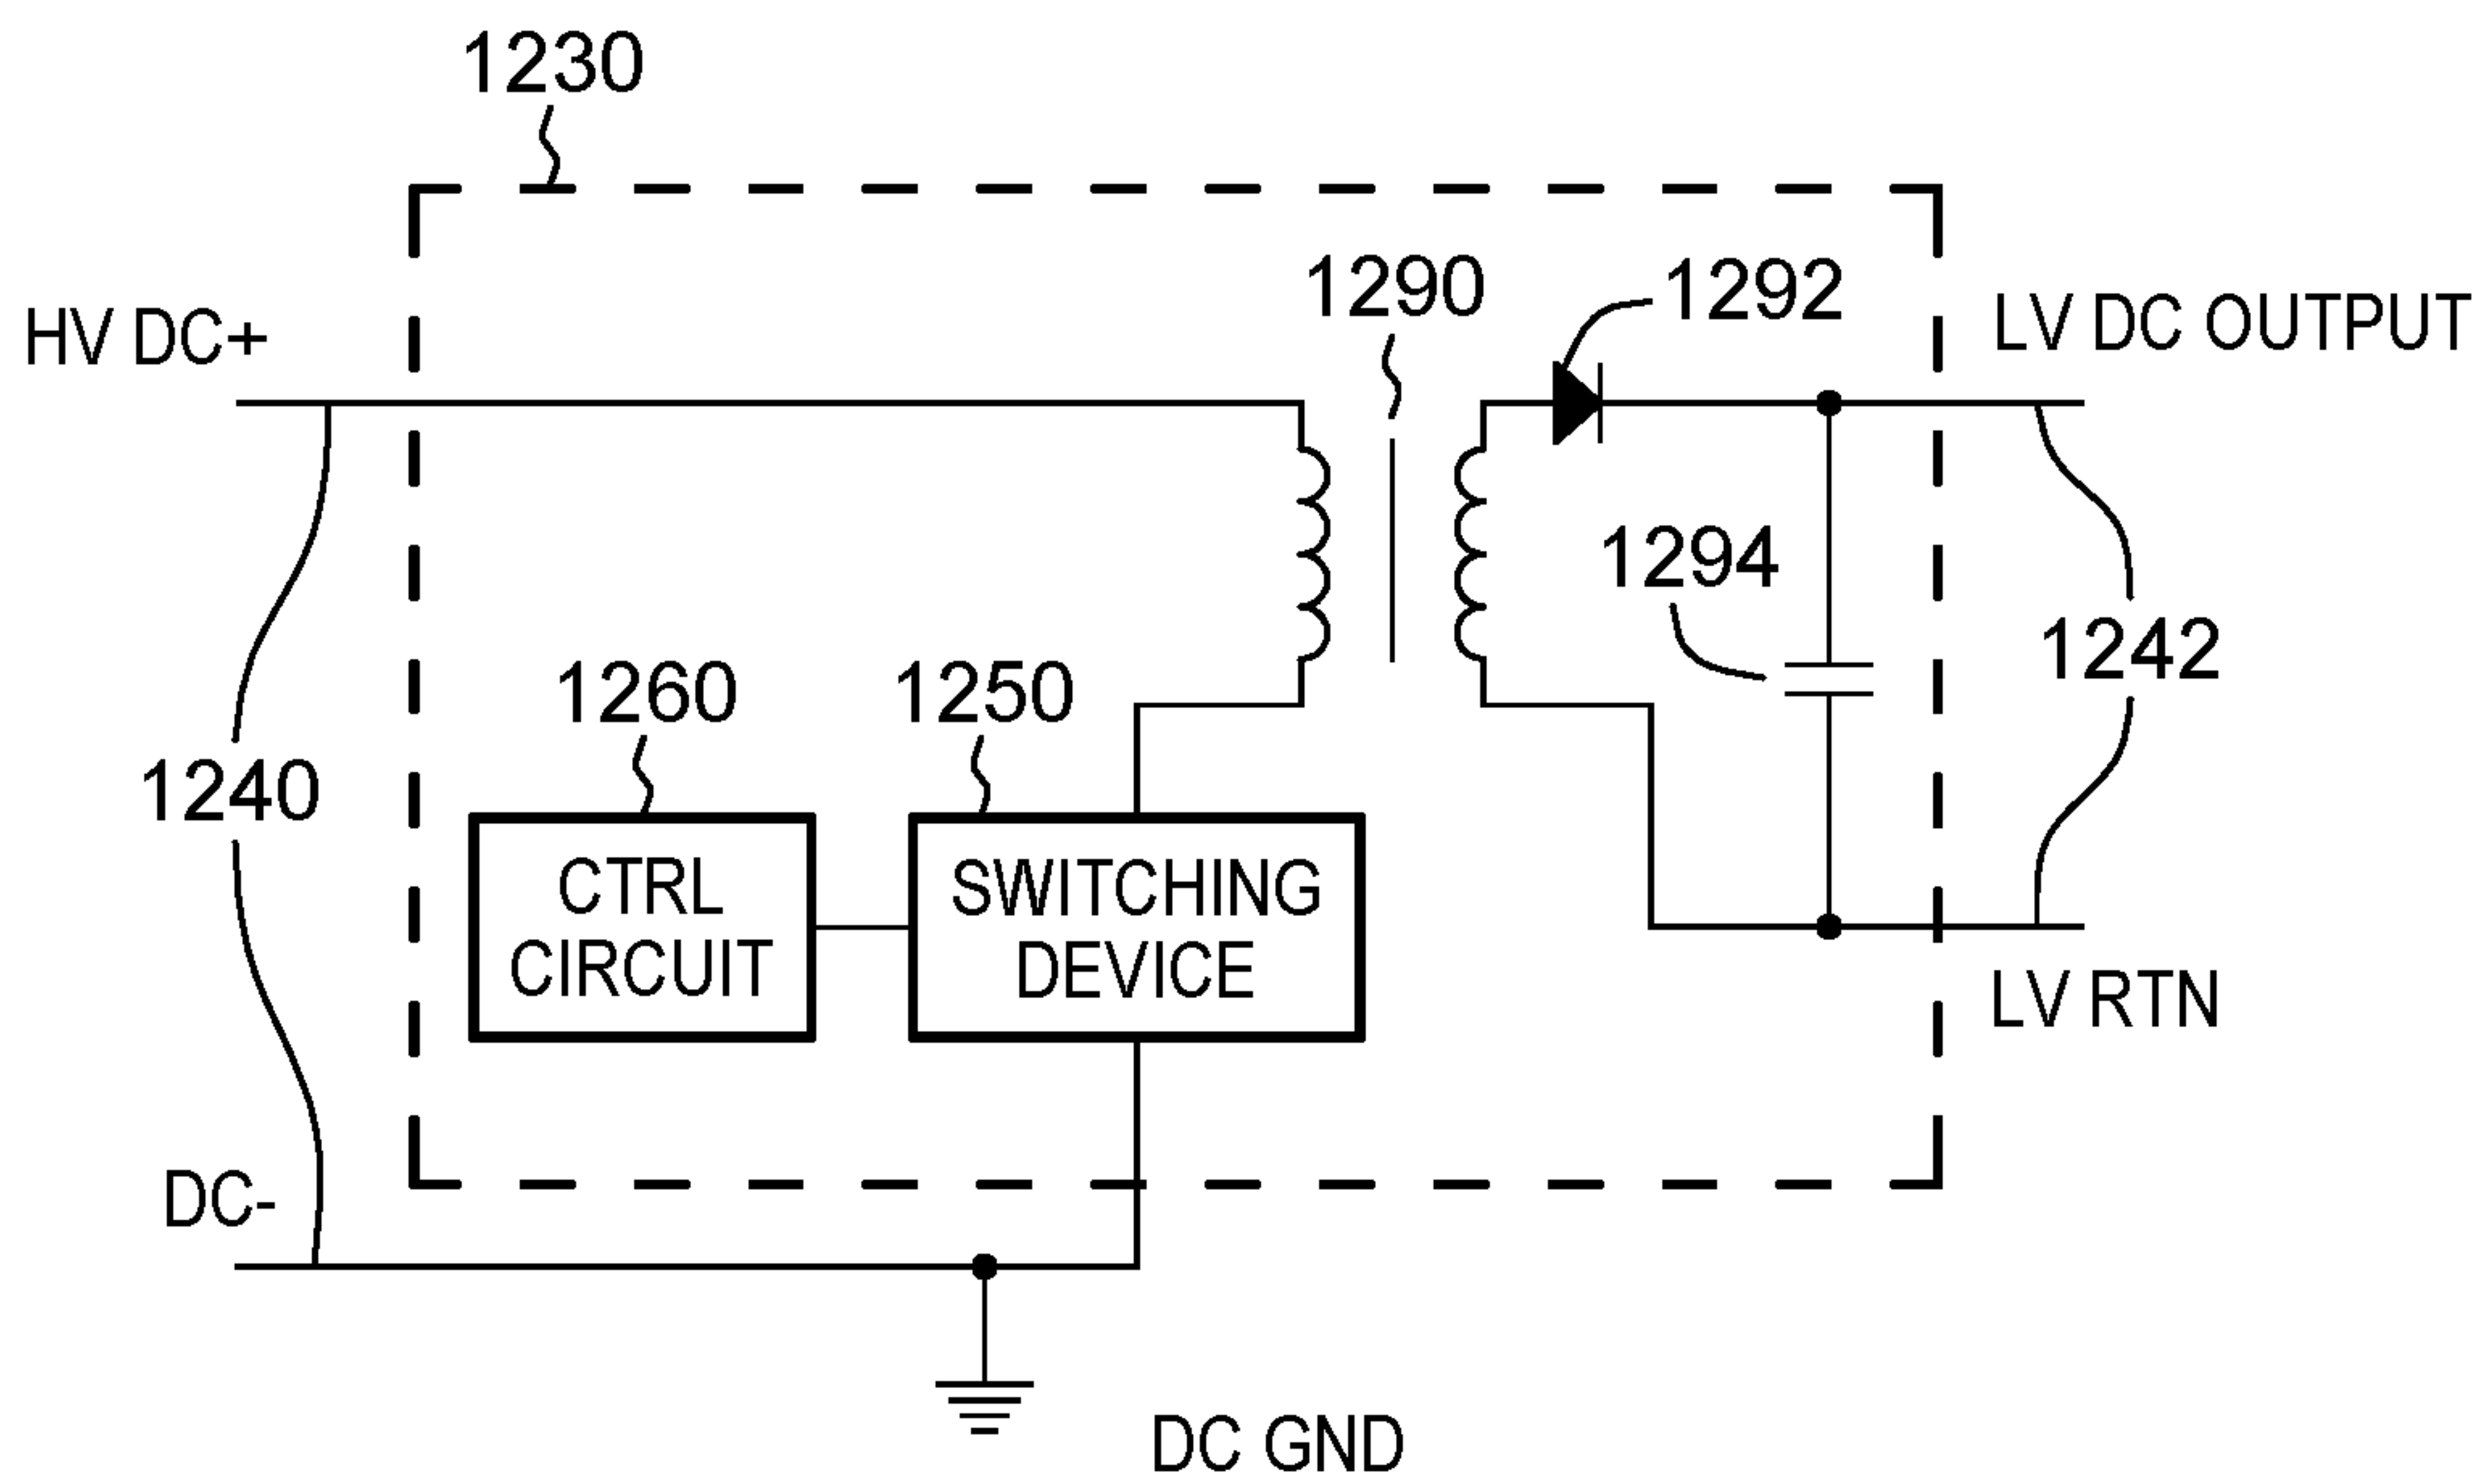 1230
1290
1292
HV DC+
LV DC OUTPUT
1294
1242
1260
1250
1240
CTRL
CIRCUIT
SWITCHING
DEVICE
LV RTN
DC-
DC GND